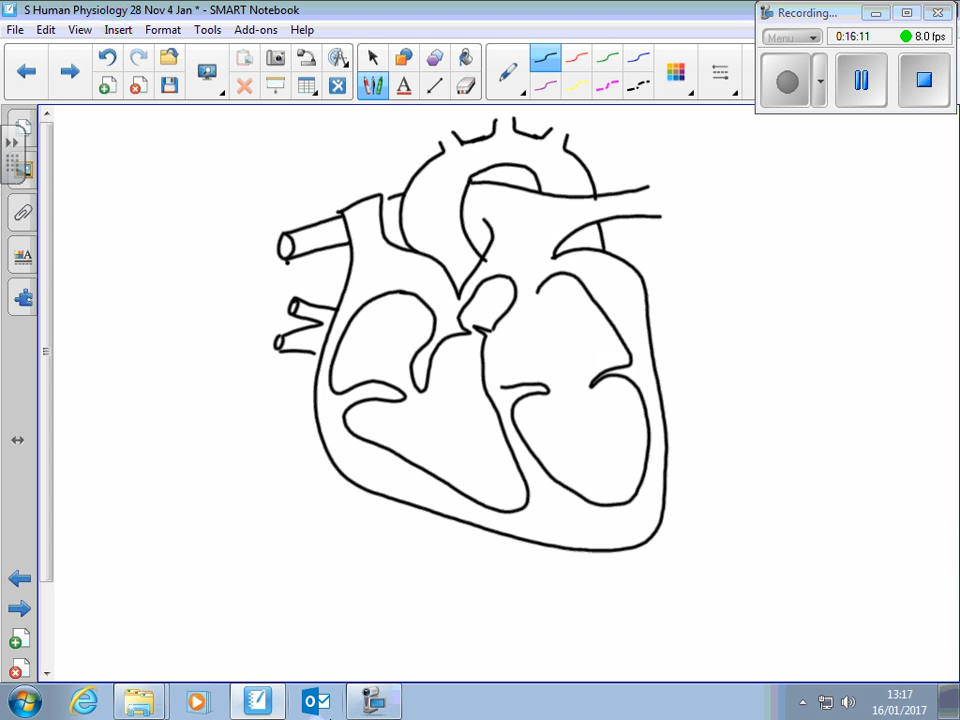 S Human Physiology 28 Nov 4 Jan * - SMART Notebook
Recording...
File Edit View Insert Format Tools Add-ons Help
Menu
0:16:11
8.0 fps
13:17
16/01/2017